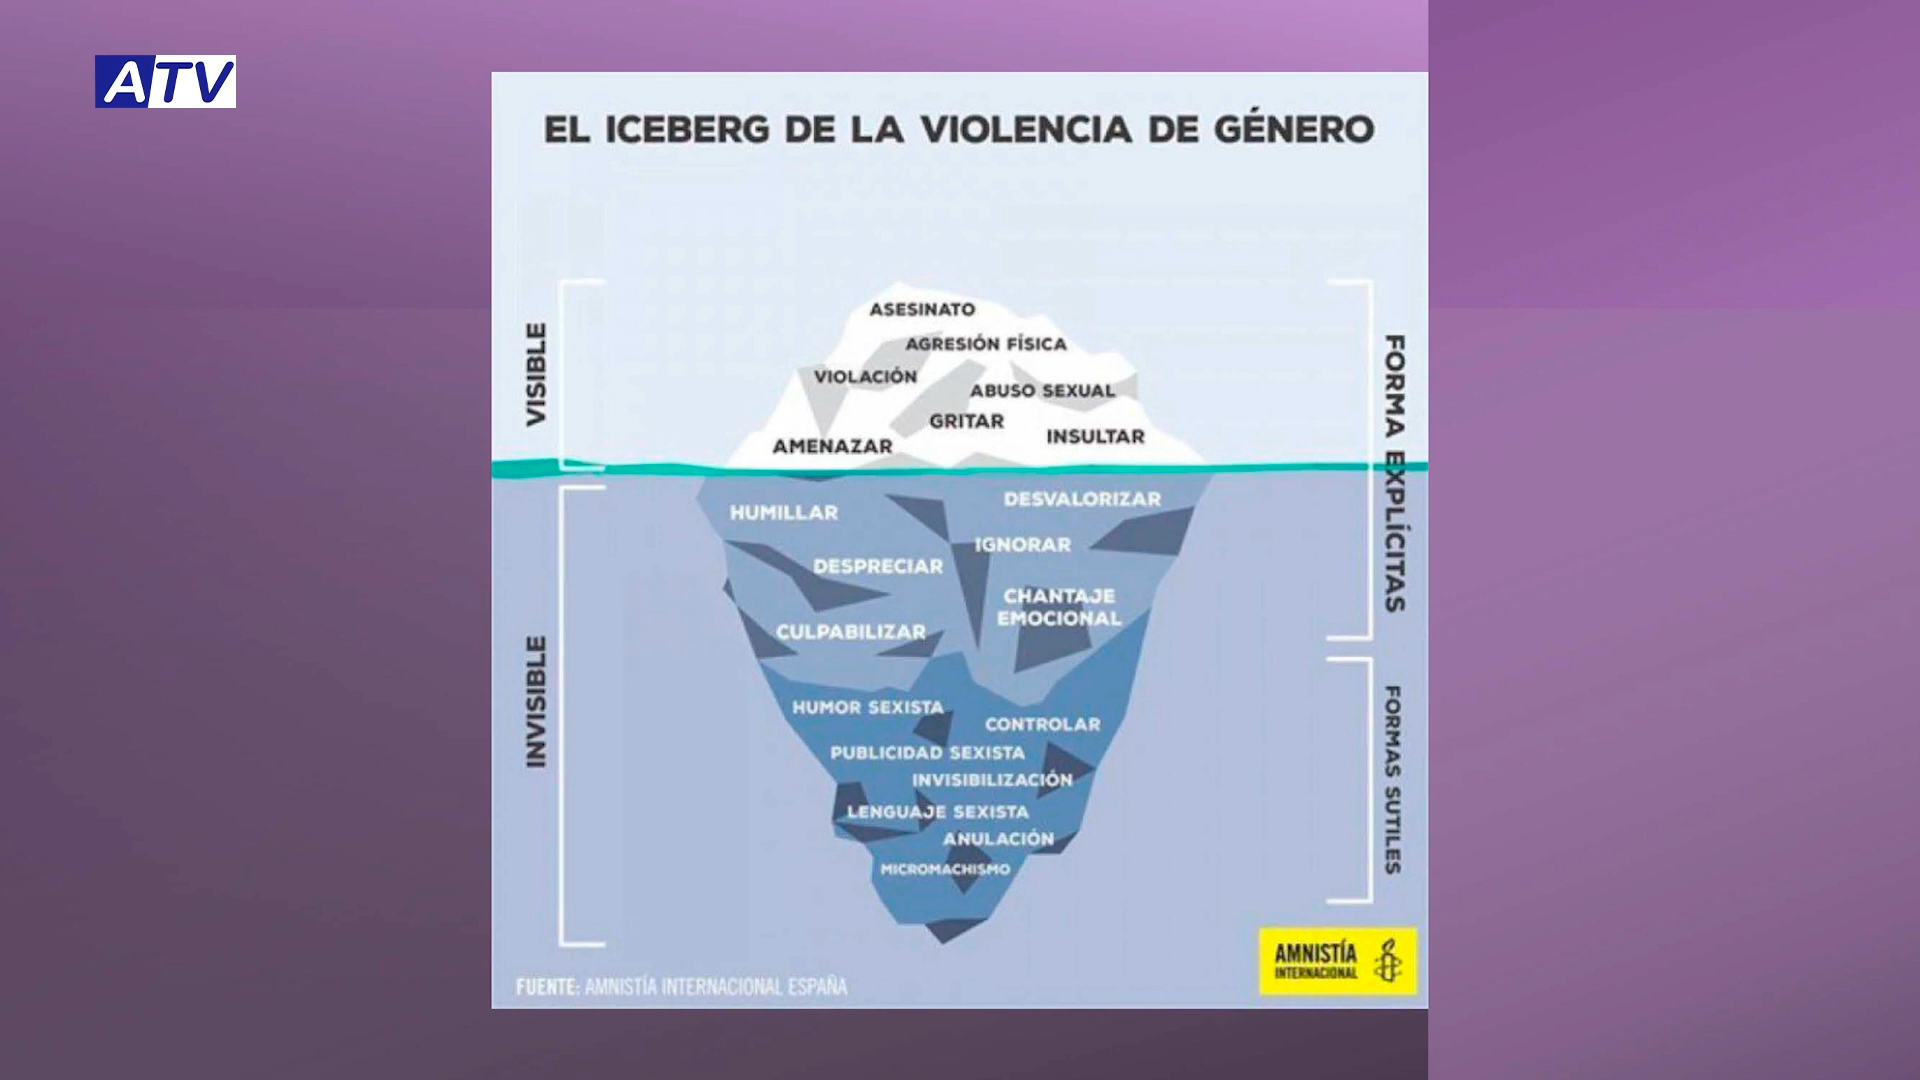 ATV
EL ICEBERG DE LA VIOLENCIA DE GÉNERO
VISIBLE
FORMA EXPLÍCITAS
ASESINATO
AGRESIÓN FÍSICA
VIOLACIÓN
ABUSO SEXUAL
GRITAR
INSULTAR
AMENAZAR
INVISIBLE
DESVALORIZAR
HUMILLAR
IGNORAR
DESPRECIAR
CHANTAJE
EMOCIONAL
CULPABILIZAR
FORMAS SUTILES
HUMOR SEXISTA
CONTROLAR
PUBLICIDAD SEXISTA
INVISIBILIZACIÓN
LENGUAJE SEXISTA
ANULACIÓN
MICROMACHISMO
AMNISTÍA
INTERNACIONAL
FUENTE: AMNISTÍA INTERNACIONAL ESPAÑA